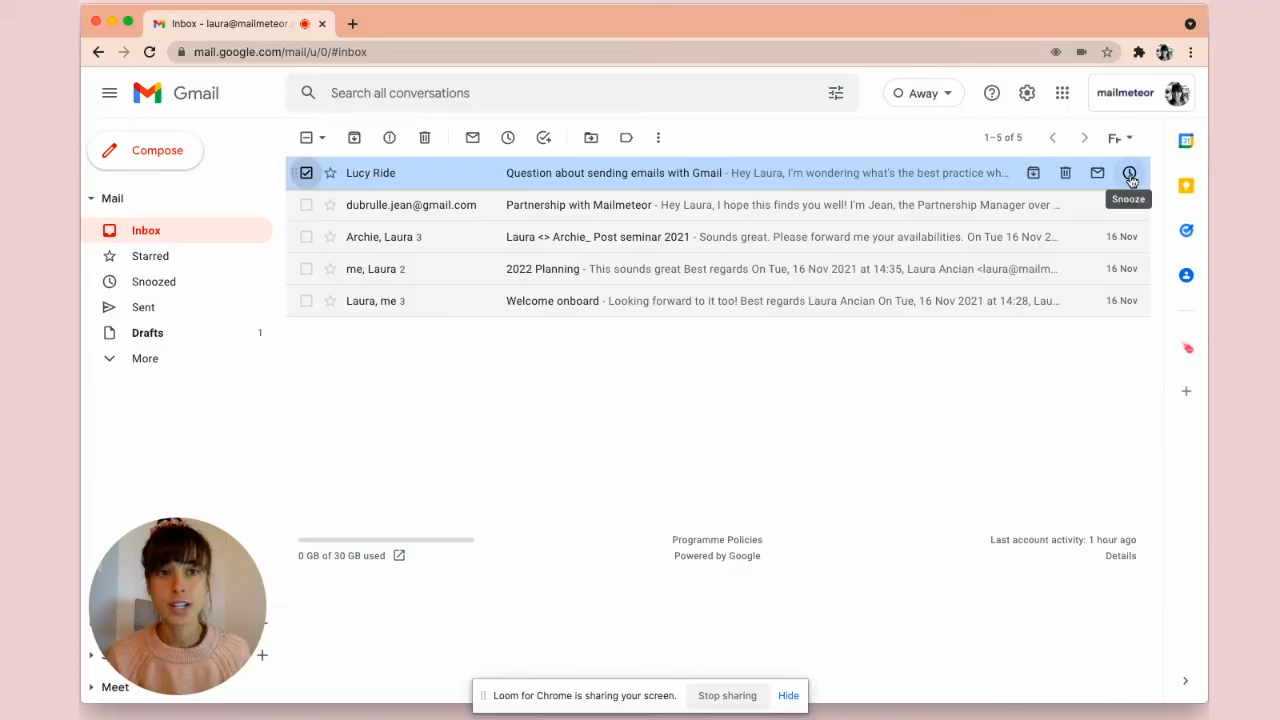 Inbox - laura@mailmeteor.
mail.google.com/mail/u/0/#inbox
Gmail
Search all conversations
Away
mailmeteor
Compose
1–5 of 5
Mail
Lucy Ride Question about sending emails with Gmail - Hey Laura, I'm wondering what's the best practice wh...
Snooze
dubrulle.jean@gmail.com Partnership with Mailmeteor - Hey Laura, I hope this finds you well! I'm Jean, the Partnership Manager over ...
Inbox
Archie, Laura 3 Laura <> Archie_ Post seminar 2021 - Sounds great. Please forward me your availabilities. On Tue 16 Nov 2... 16 Nov
Starred
me, Laura 2 2022 Planning - This sounds great Best regards On Tue, 16 Nov 2021 at 14:35, Laura Ancian <laura@mailm... 16 Nov
Snoozed
Laura, me 3 Welcome onboard - Looking forward to it too! Best regards Laura Ancian On Tue, 16 Nov 2021 at 14:28, Lau... 16 Nov
Sent
Drafts 1
More
0 GB of 30 GB used
Programme Policies
Powered by Google
Last account activity: 1 hour ago
Details
Meet
Loom for Chrome is sharing your screen. Stop sharing Hide